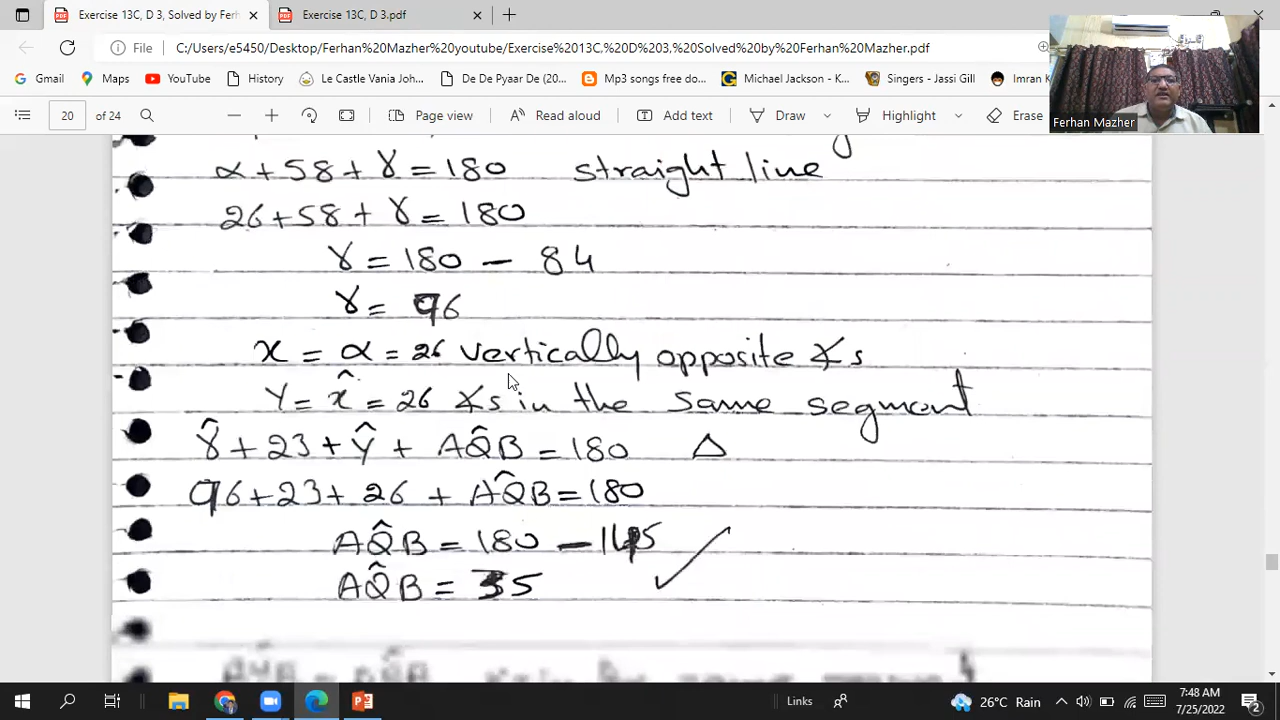 Exercise 13C, D 3, Solved by Ferh
Exercise 13C, D 3.pdf
File
C:/Users/e5450/Desktop/Ferhan%20Ma
Exercise%2013C,%20D%203,%20Solved%20by%20Ferhan%20Mazher.pdf
Gmail
Maps
YouTube
History
Le Castle Vania Joh...
De De Pyaar De (20...
Mp3 songs free do...
Michael Jackson - K...
Singers - Jassi Gill
Imran K
20 of 24
Page view
Read aloud
Add text
Draw
Highlight
Erase
Ferhan Mazher
α + 58 + γ = 180 straight line
26 + 58 + γ = 180
γ = 180 - 84
γ = 96
x = α = 26 vertically opposite ∡s
y = x̂ = 26 ∡s in the same segment
γ̂ + 23 + ŷ + AQ̂B = 180 △
96 + 23 + 26 + AQ̂B = 180
AQ̂B = 180 - 145
AQ̂B = 35
Links
26°C Rain
7:48 AM
7/25/2022
2